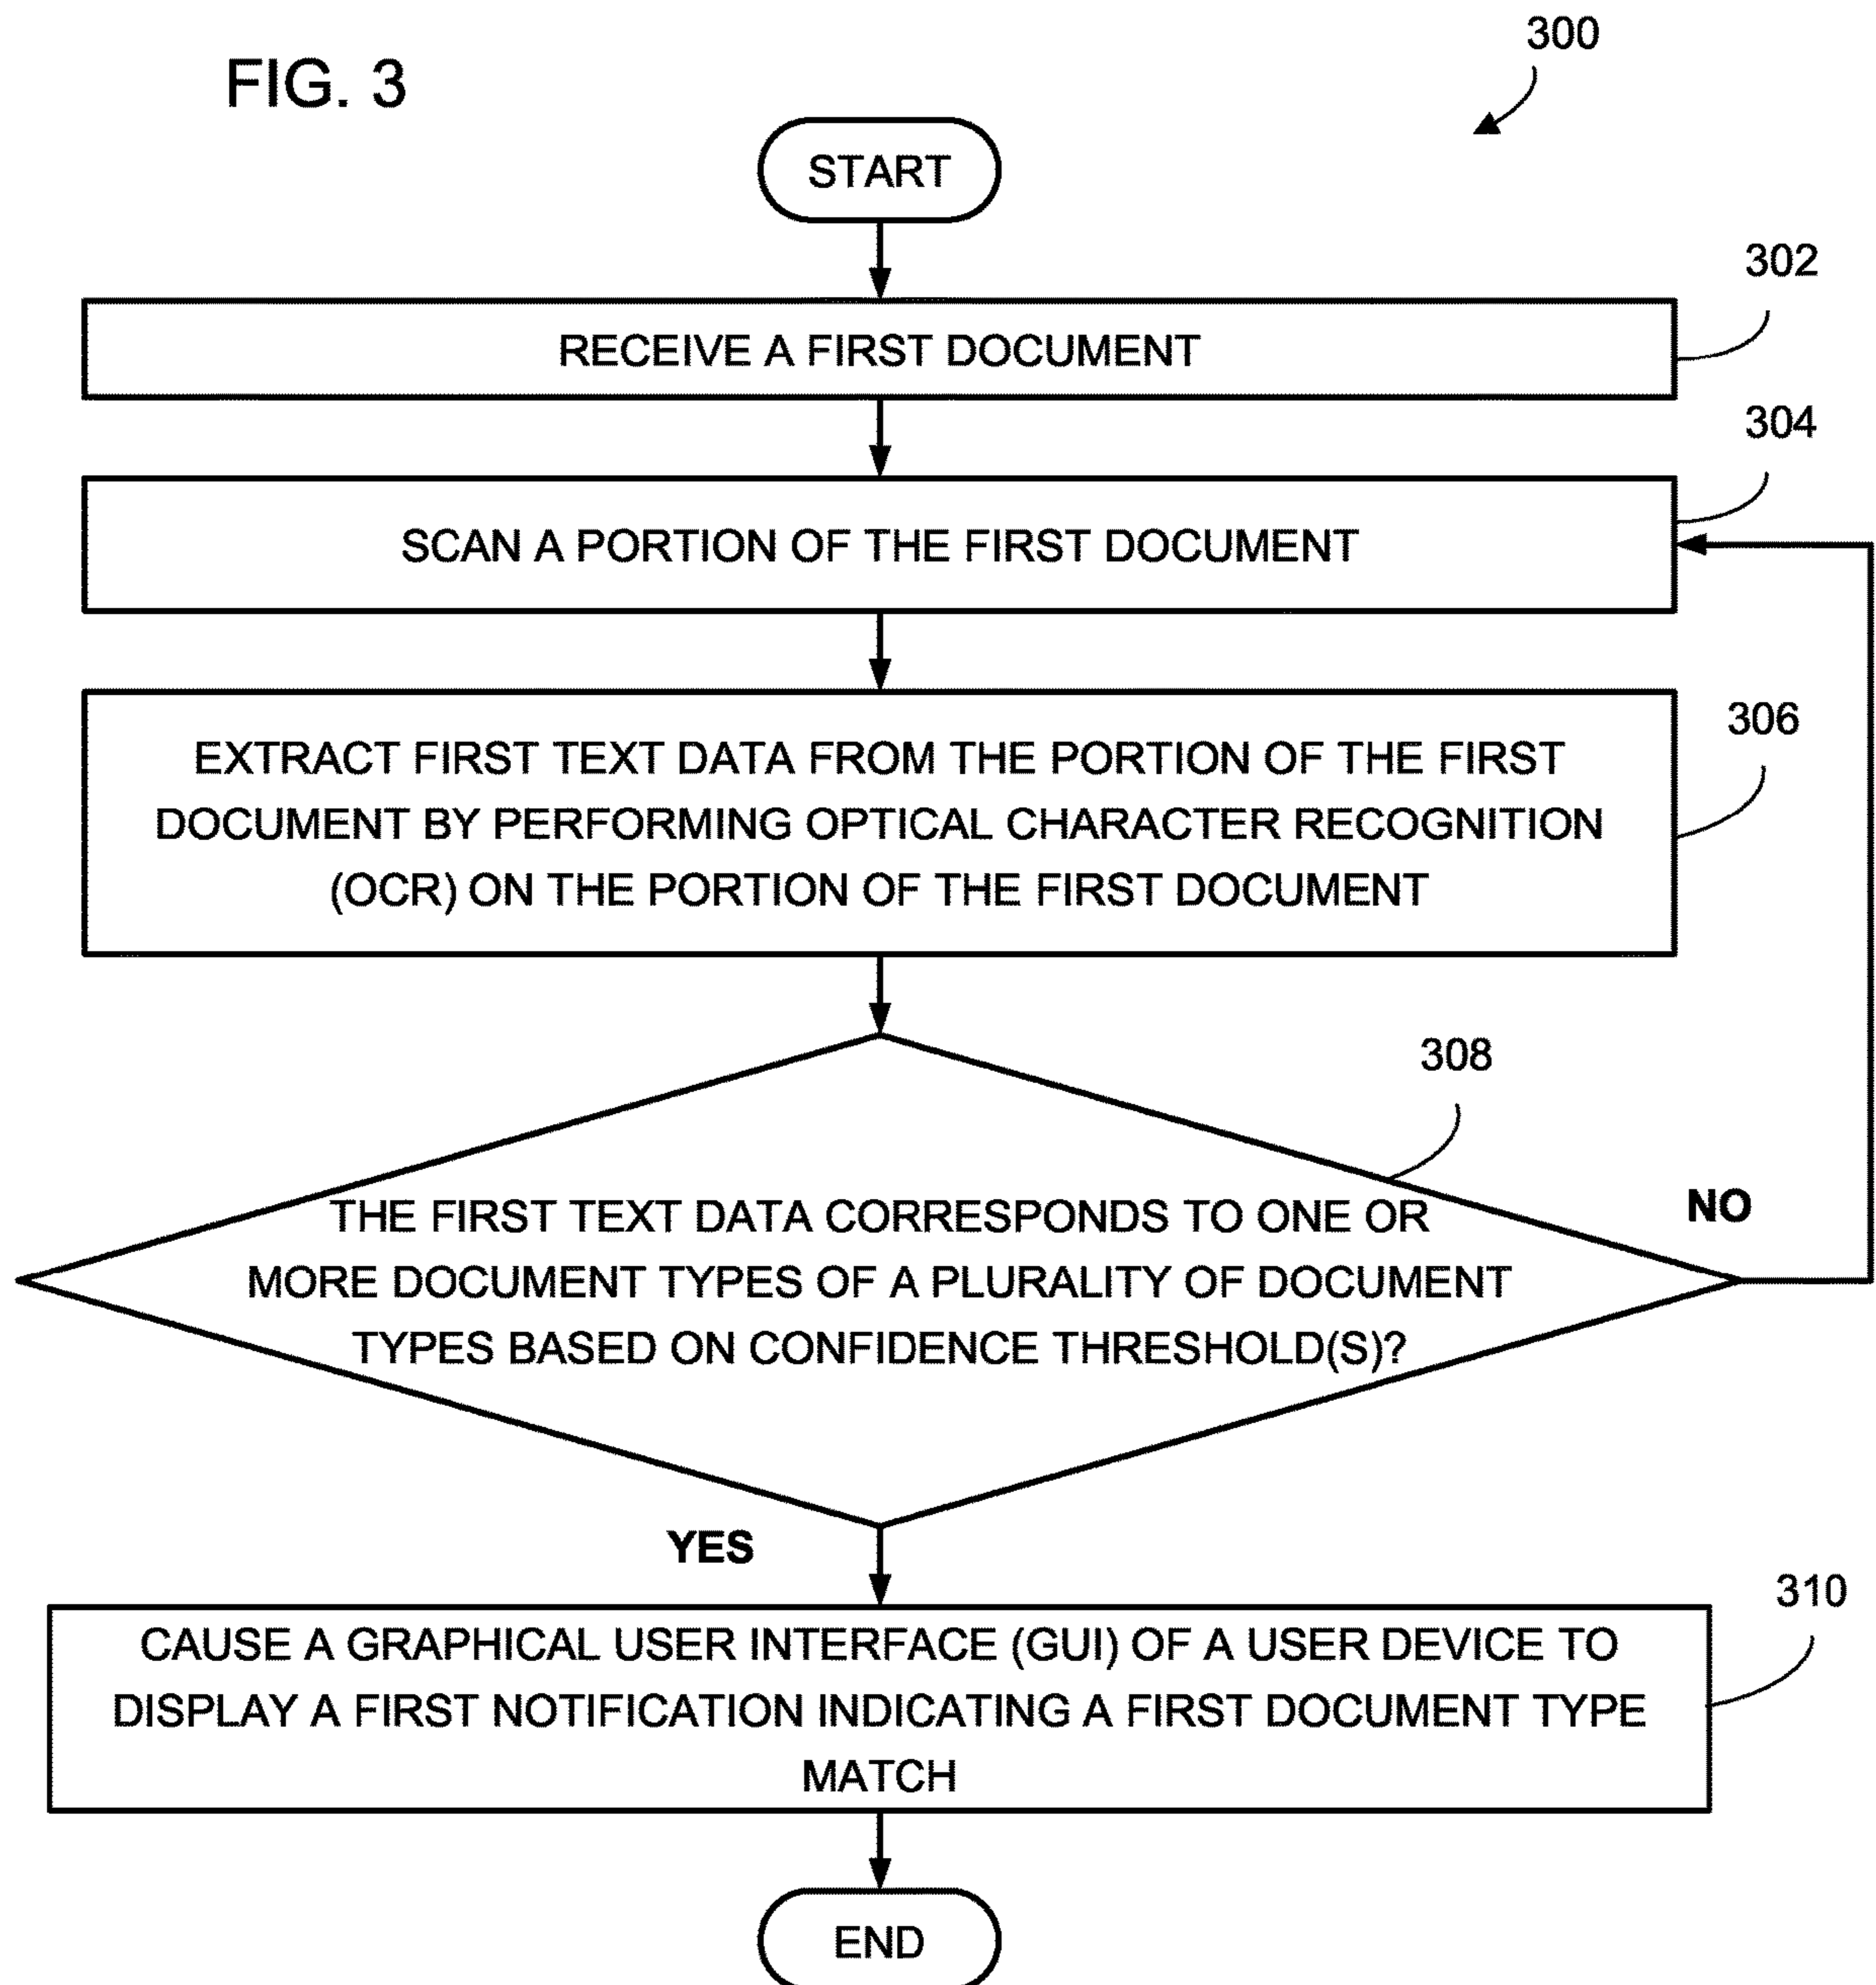 FIG. 3
300
START
302
RECEIVE A FIRST DOCUMENT
304
SCAN A PORTION OF THE FIRST DOCUMENT
306
EXTRACT FIRST TEXT DATA FROM THE PORTION OF THE FIRST
DOCUMENT BY PERFORMING OPTICAL CHARACTER RECOGNITION
(OCR) ON THE PORTION OF THE FIRST DOCUMENT
308
THE FIRST TEXT DATA CORRESPONDS TO ONE OR
MORE DOCUMENT TYPES OF A PLURALITY OF DOCUMENT
TYPES BASED ON CONFIDENCE THRESHOLD(S)?
NO
YES
310
CAUSE A GRAPHICAL USER INTERFACE (GUI) OF A USER DEVICE TO
DISPLAY A FIRST NOTIFICATION INDICATING A FIRST DOCUMENT TYPE
MATCH
END